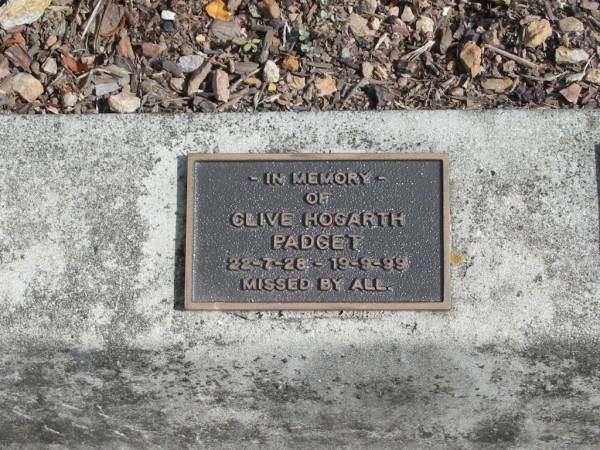 - IN MEMORY -
OF
CLIVE HOGARTH
PADGET
22-7-28 - 19-9-99
MISSED BY ALL.